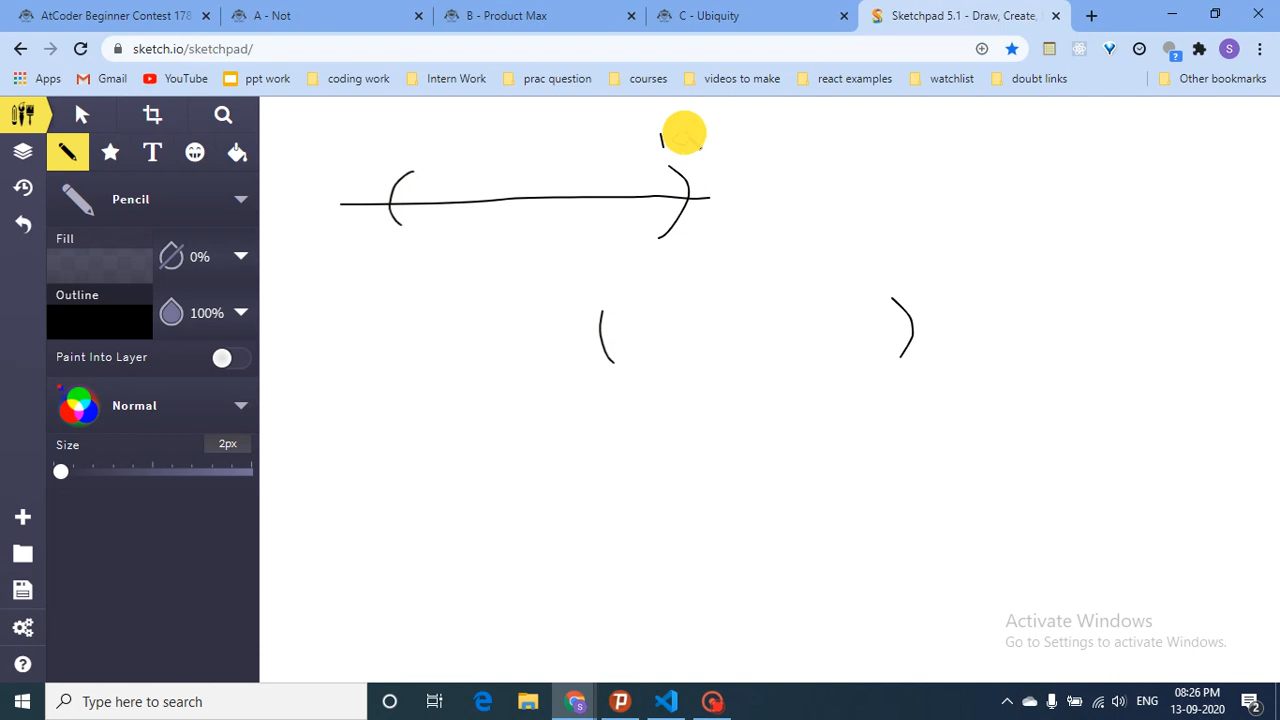 AtCoder Beginner Contest 178
A - Not
B - Product Max
C - Ubiquity
Sketchpad 5.1 - Draw, Create,
sketch.io/sketchpad/
S
Apps
Gmail
YouTube
ppt work
coding work
Intern Work
prac question
courses
videos to make
react examples
watchlist
doubt links
Other bookmarks
Pencil
Fill
0%
Outline
100%
Paint Into Layer
Normal
Size
2px
Activate Windows
Go to Settings to activate Windows.
Type here to search
ENG
08:26 PM
13-09-2020
2